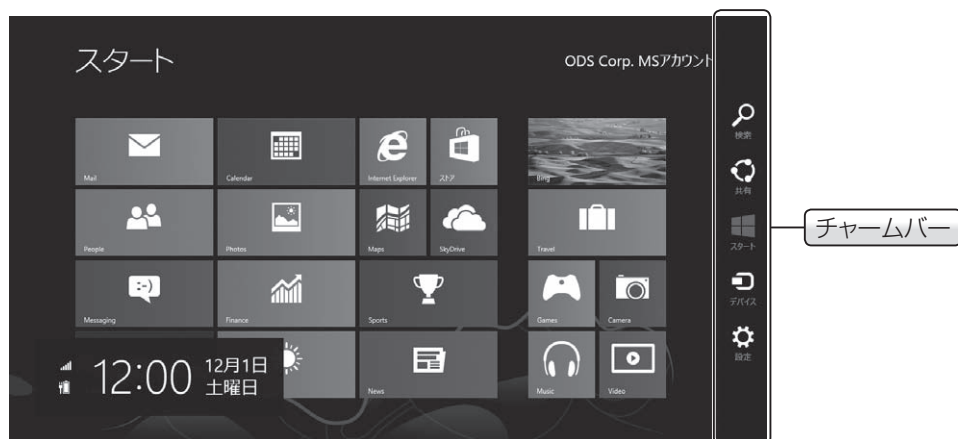 スタート
ODS Corp. MSアカウント
Mail
Calendar
Internet Explorer
ストア
Bing
People
Photos
Maps
SkyDrive
Travel
Messaging
Finance
Sports
Games
Camera
News
Music
Video
12:00
12月1日
土曜日
検索
共有
スタート
デバイス
設定
チャームバー